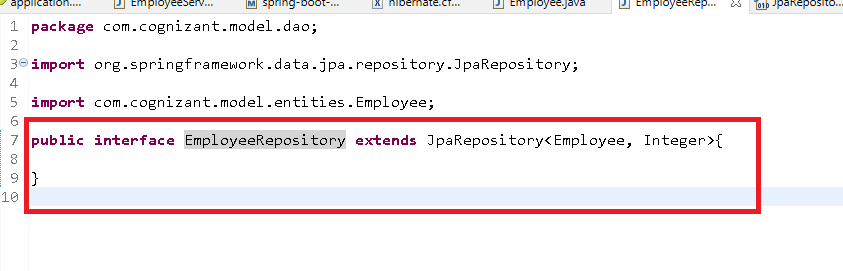 application....
EmployeeServ...
spring-boot-...
hibernate.cf...
Employee.java
EmployeeRep...
JpaReposito...
1 package com.cognizant.model.dao;
2
3 import org.springframework.data.jpa.repository.JpaRepository;
4
5 import com.cognizant.model.entities.Employee;
6
7 public interface EmployeeRepository extends JpaRepository<Employee, Integer>{
8
9 }
10